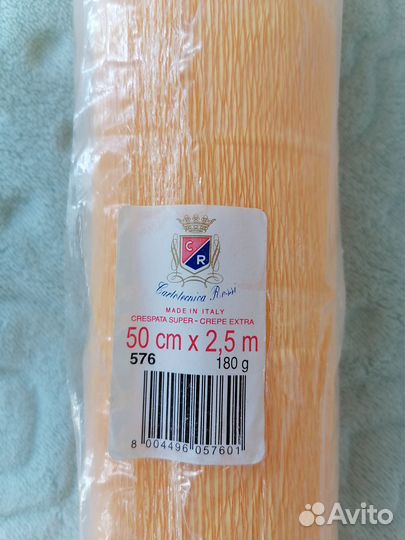 C
R
Cartotecnica Rossi
MADE IN ITALY
CRESPATA SUPER - CREPE EXTRA
50 cm x 2,5 m
576 180 g
8 004496 057601
Avito